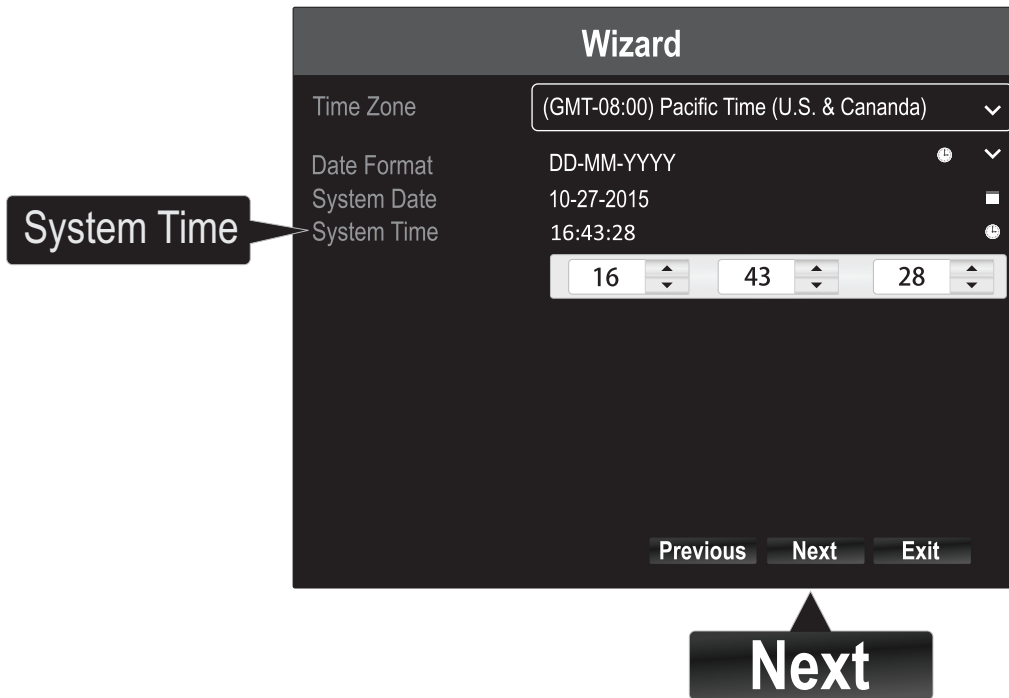 Wizard
Time Zone (GMT-08:00) Pacific Time (U.S. & Cananda)
Date Format DD-MM-YYYY
System Date 10-27-2015
System Time System Time 16:43:28
16 43 28
Previous Next Exit
Next